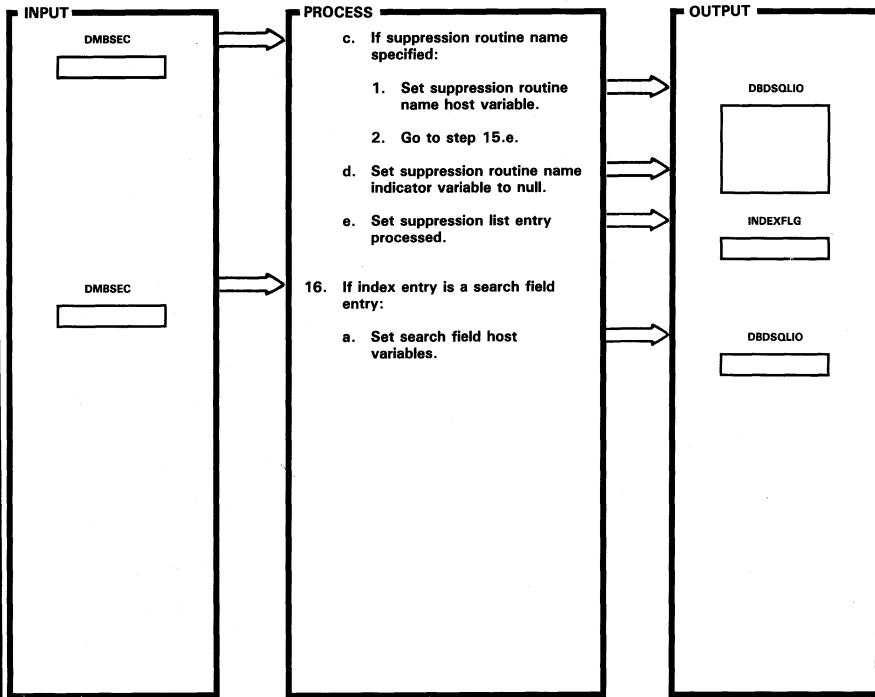 INPUT
DMBSEC
DMBSEC
PROCESS
c. If suppression routine name
specified:
1. Set suppression routine
name host variable.
2. Go to step 15.e.
d. Set suppression routine name
indicator variable to null.
e. Set suppression list entry
processed.
16. If index entry is a search field
entry:
a. Set search field host
variables.
OUTPUT
DBDSQLIO
INDEXFLG
DBDSQLIO